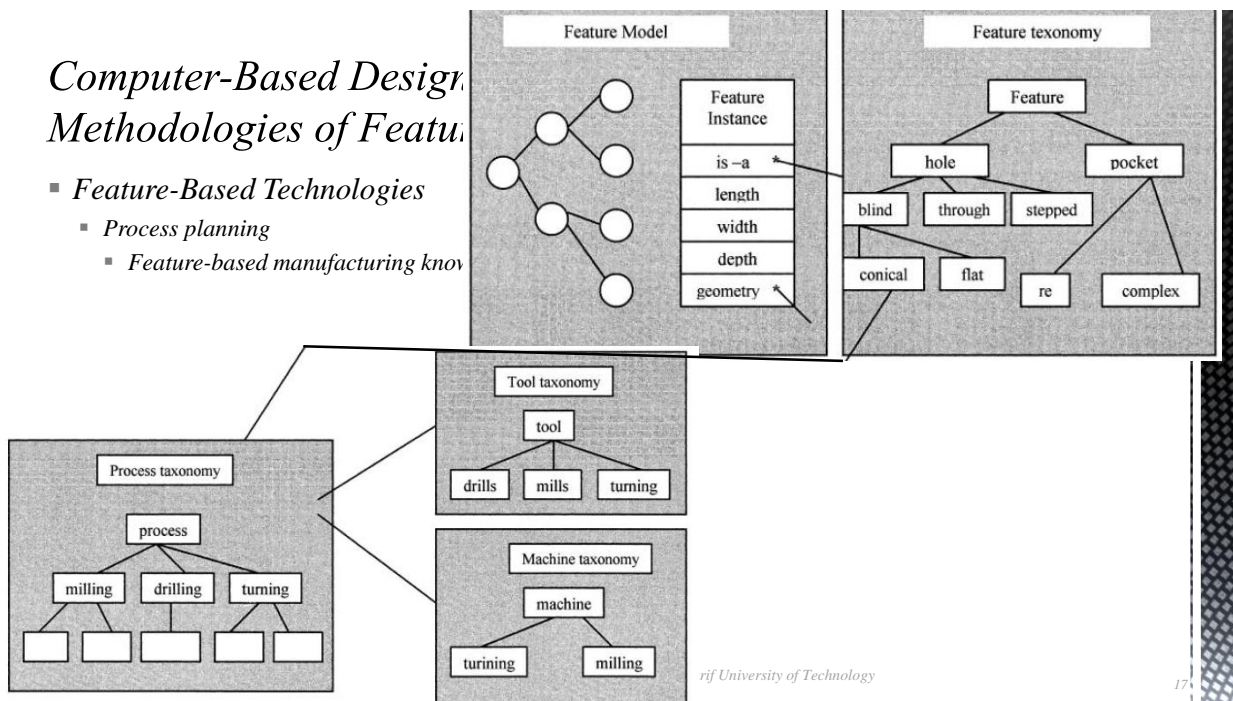 Computer-Based Design
Methodologies of Featu
Feature-Based Technologies
Process planning
Feature-based manufacturing know
Feature Model
Feature
Instance
is –a *
length
width
depth
geometry *
Feature texonomy
Feature
hole
pocket
blind
through
stepped
conical
flat
re
complex
Tool taxonomy
tool
drills
mills
turning
Process taxonomy
process
milling
drilling
turning
Machine taxonomy
machine
turining
milling
rif University of Technology
17